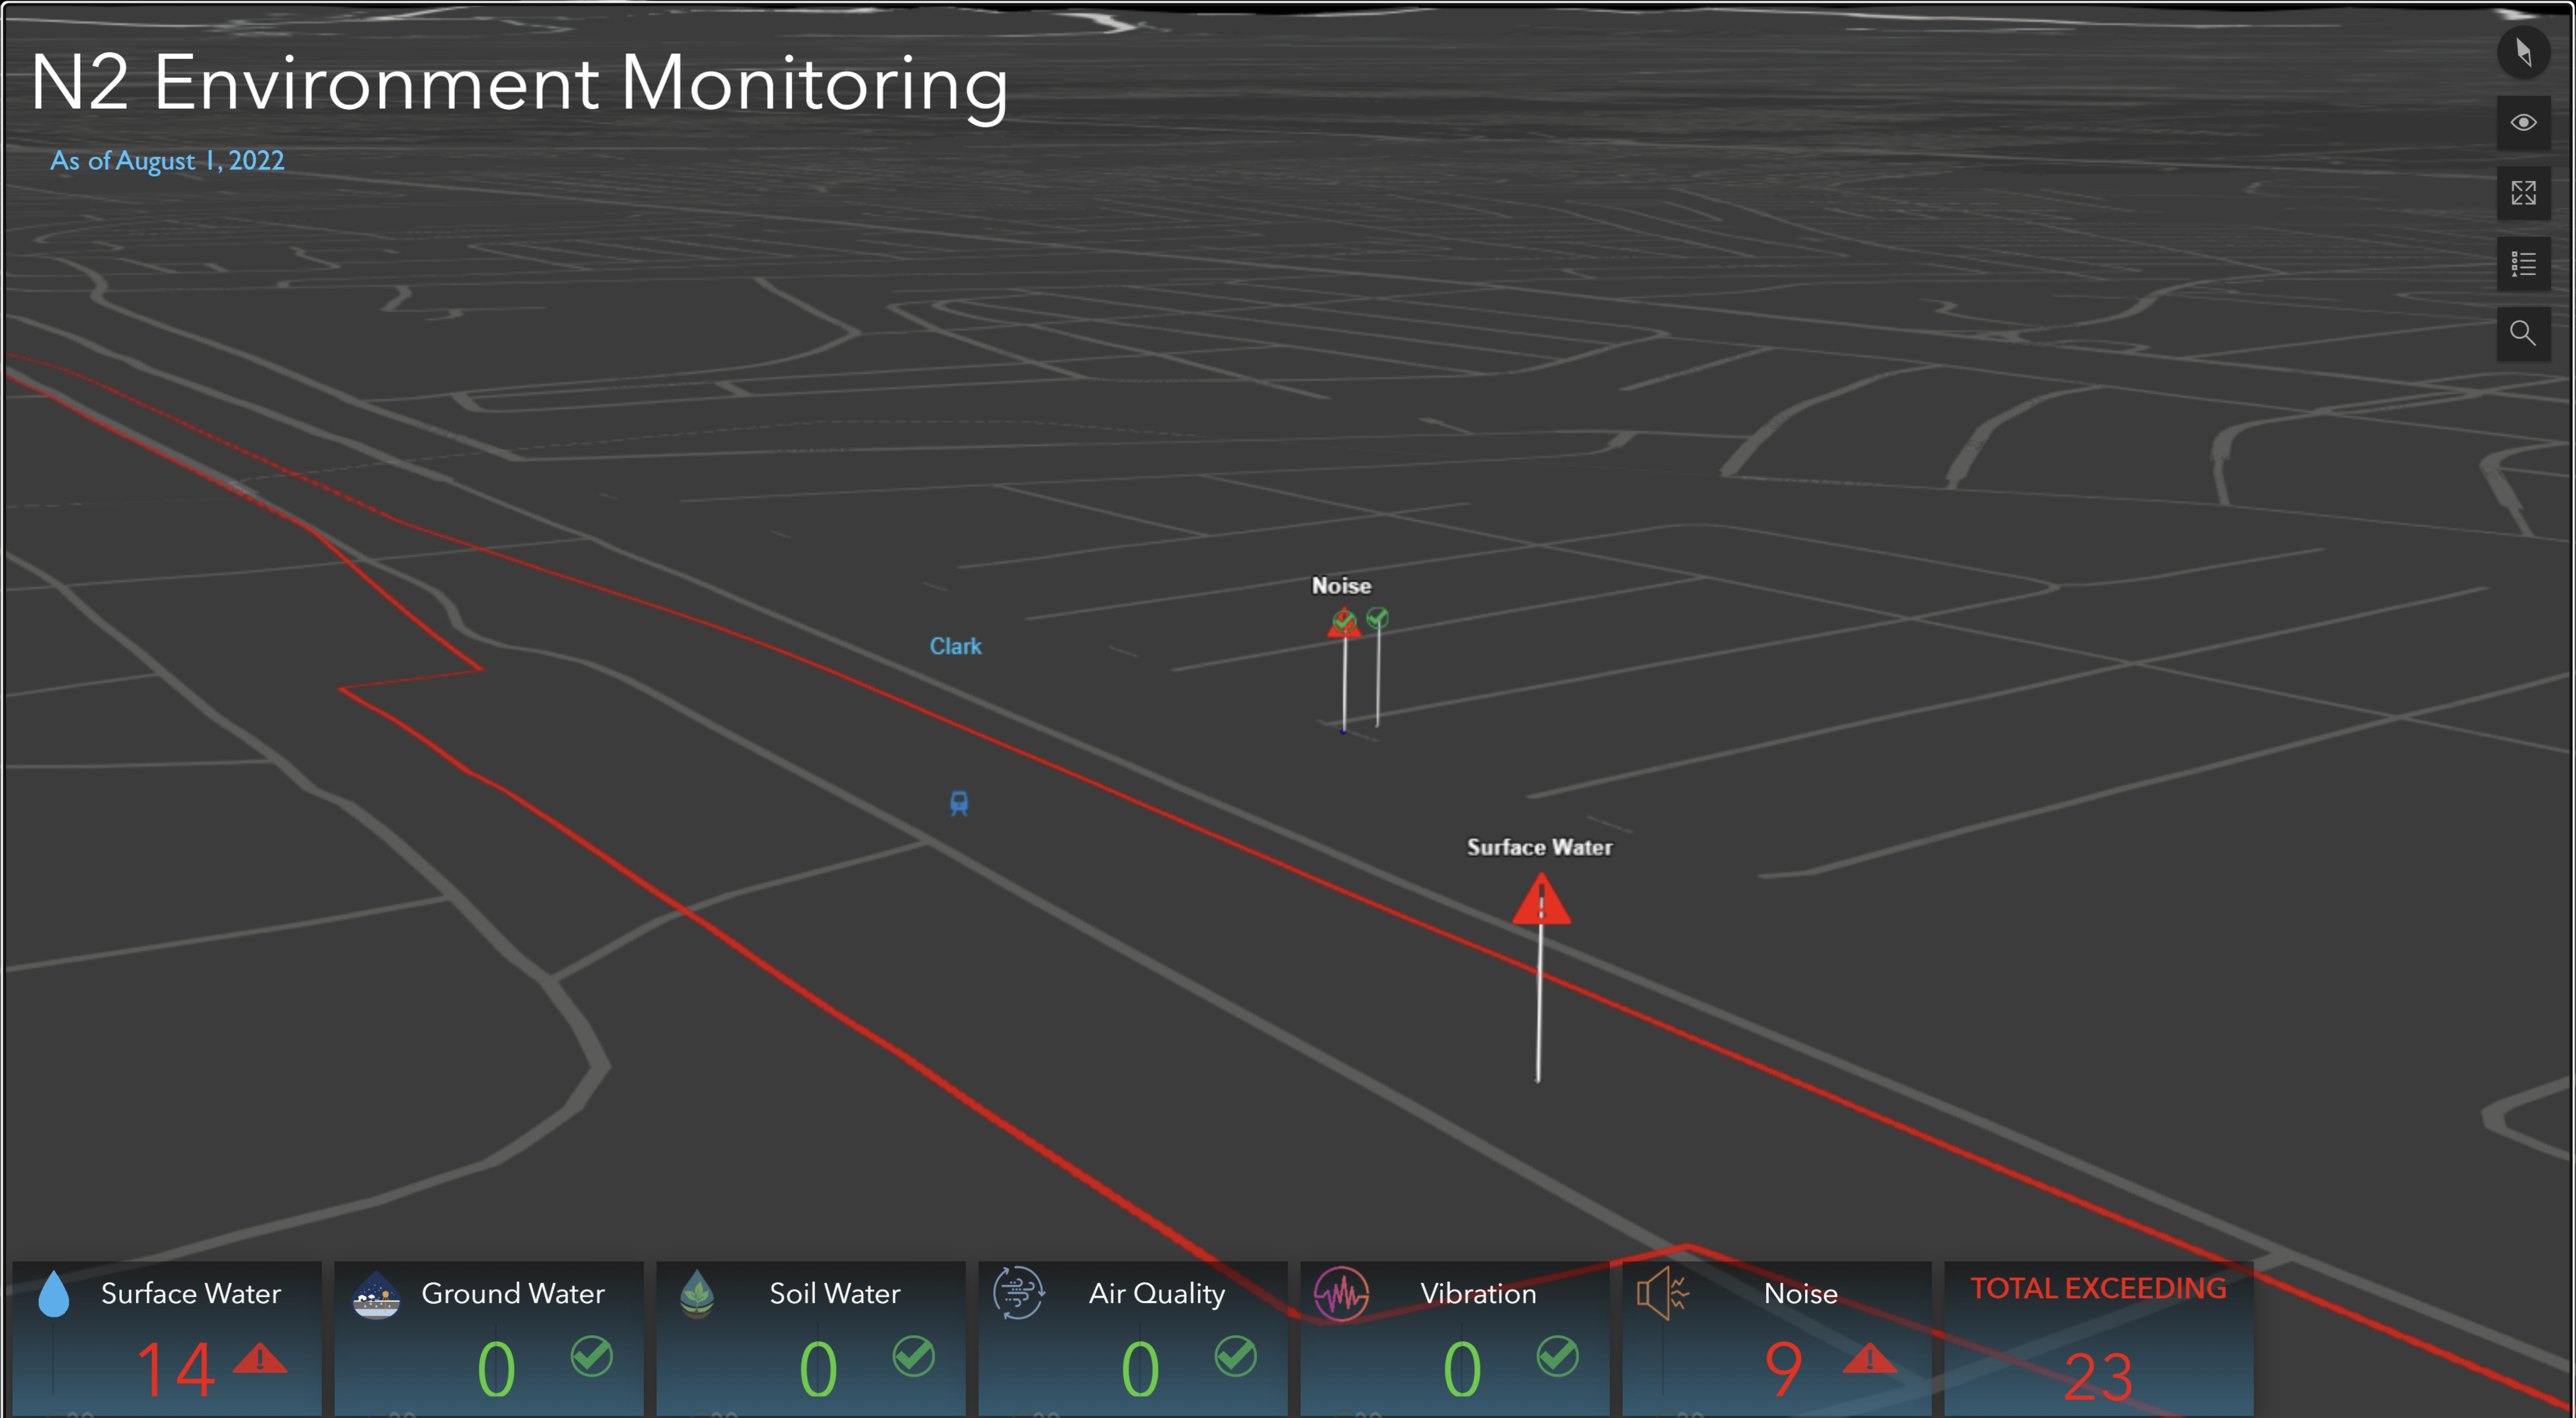 N2 Environment Monitoring
As of August 1, 2022
Noise
Clark
Surface Water
Surface Water
14
Ground Water
0
Soil Water
0
Air Quality
0
Vibration
0
Noise
9
TOTAL EXCEEDING
23